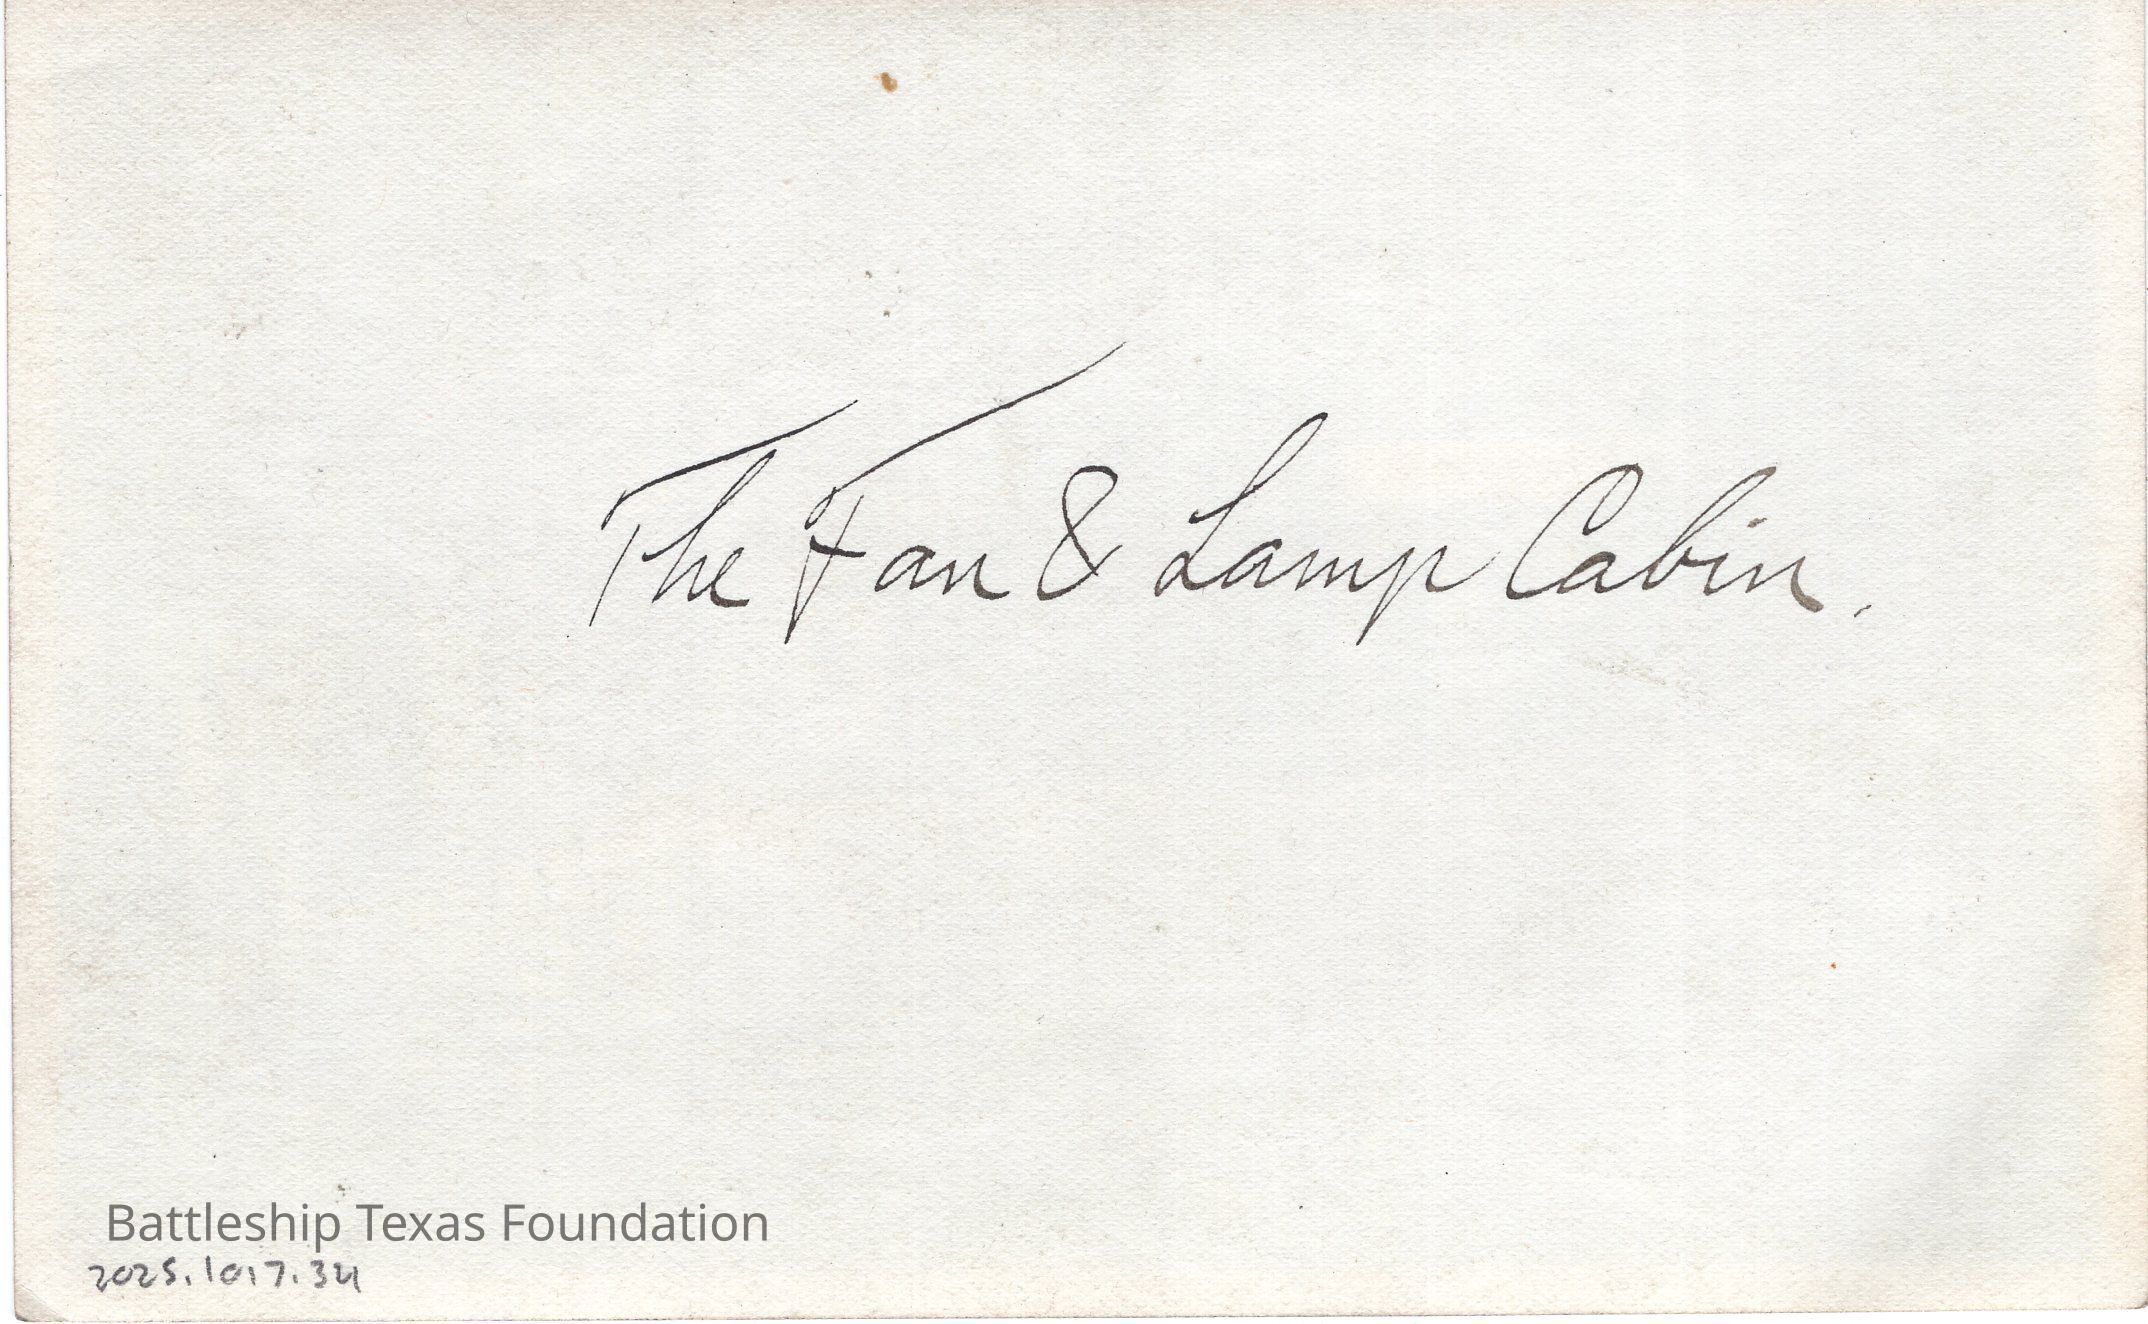 The Fan & Lamp Cabin.
Battleship Texas Foundation
2025.1017.34